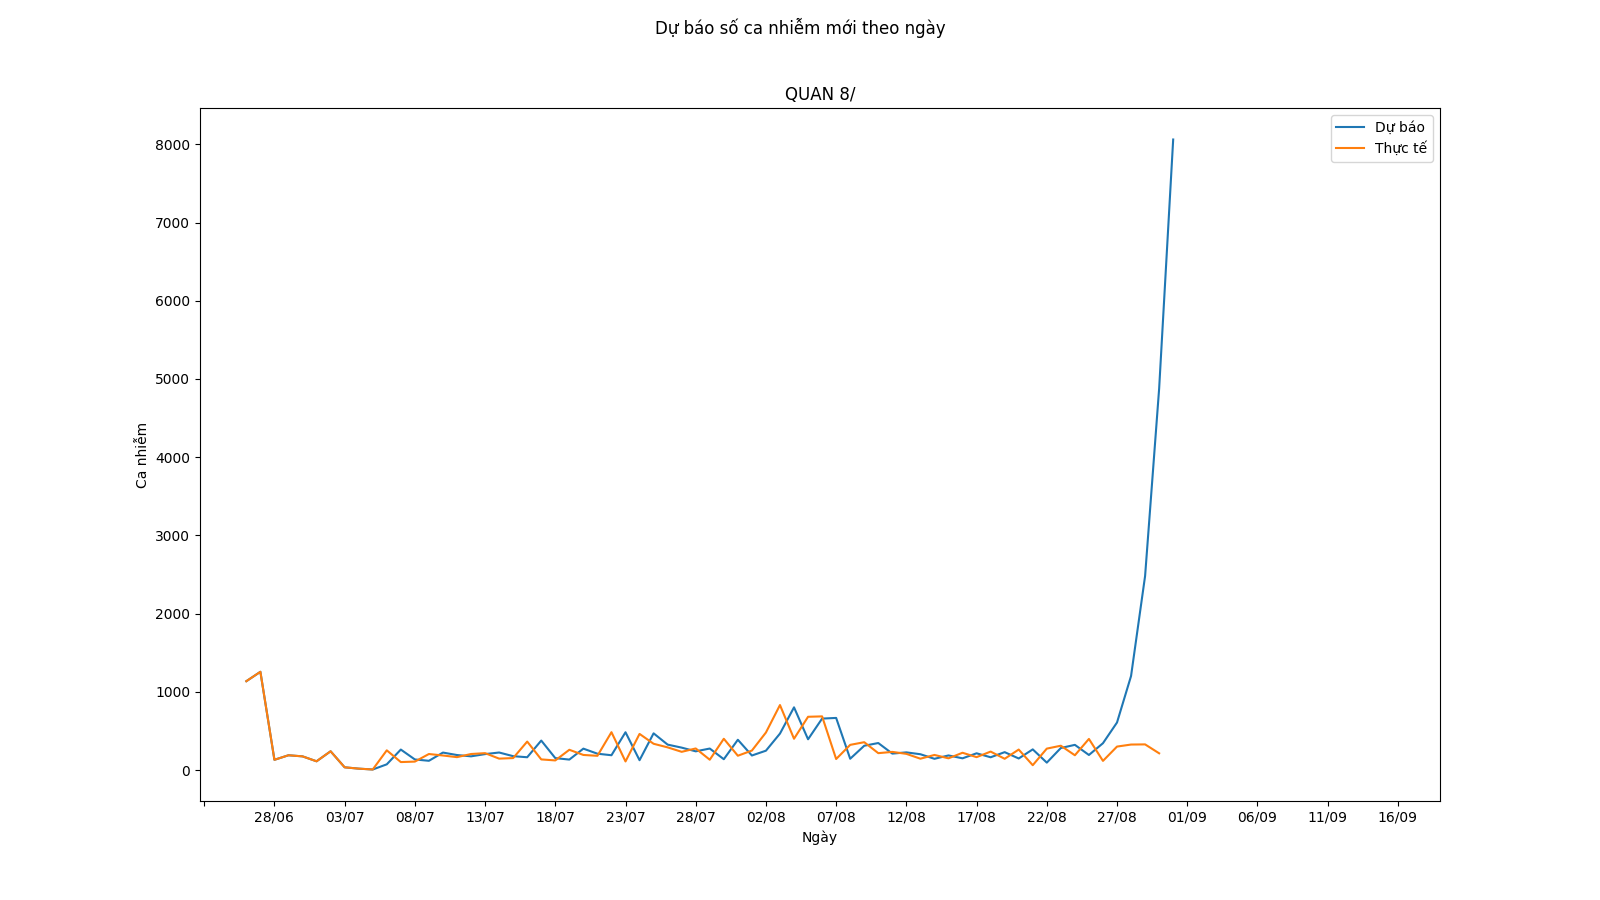 Dự báo số ca nhiễm mới theo ngày
QUAN 8/
Dự báo
Thực tế
8000
7000
6000
5000
4000
3000
2000
1000
0
Ca nhiễm
28/06 03/07 08/07 13/07 18/07 23/07 28/07 02/08 07/08 12/08 17/08 22/08 27/08 01/09 06/09 11/09 16/09
Ngày